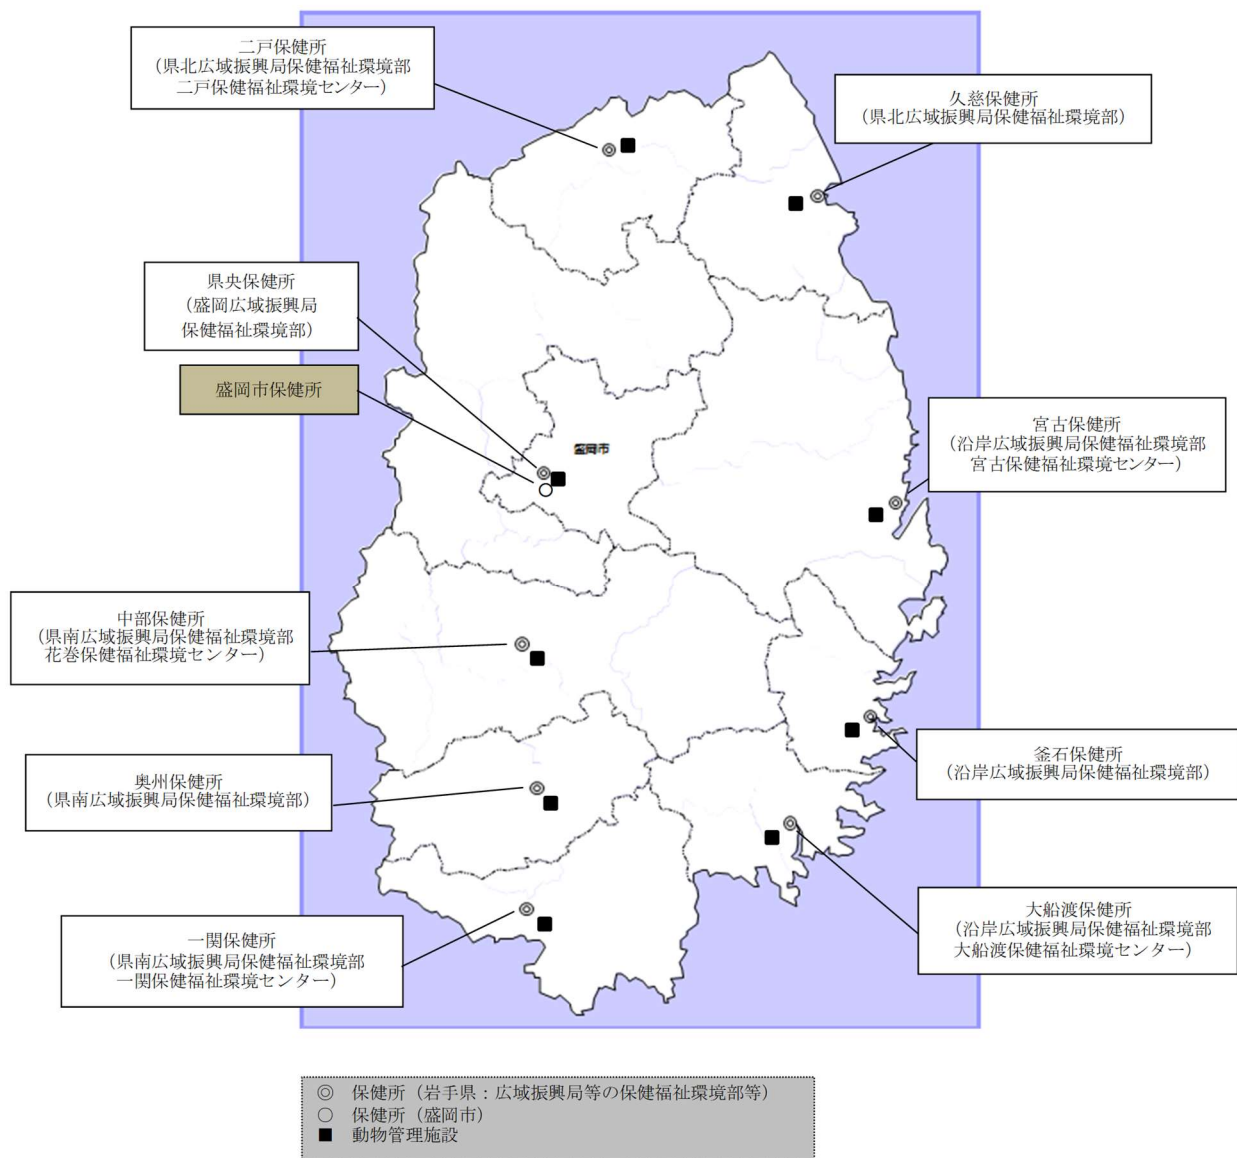 二戸保健所
（県北広域振興局保健福祉環境部
二戸保健福祉環境センター）
久慈保健所
（県北広域振興局保健福祉環境部）
県央保健所
（盛岡広域振興局
保健福祉環境部）
盛岡市保健所
盛岡市
宮古保健所
（沿岸広域振興局保健福祉環境部
宮古保健福祉環境センター）
中部保健所
（県南広域振興局保健福祉環境部
花巻保健福祉環境センター）
釜石保健所
（沿岸広域振興局保健福祉環境部）
奥州保健所
（県南広域振興局保健福祉環境部）
大船渡保健所
（沿岸広域振興局保健福祉環境部
大船渡保健福祉環境センター）
一関保健所
（県南広域振興局保健福祉環境部
一関保健福祉環境センター）
◎ 保健所（岩手県：広域振興局等の保健福祉環境部等）
○ 保健所（盛岡市）
■ 動物管理施設